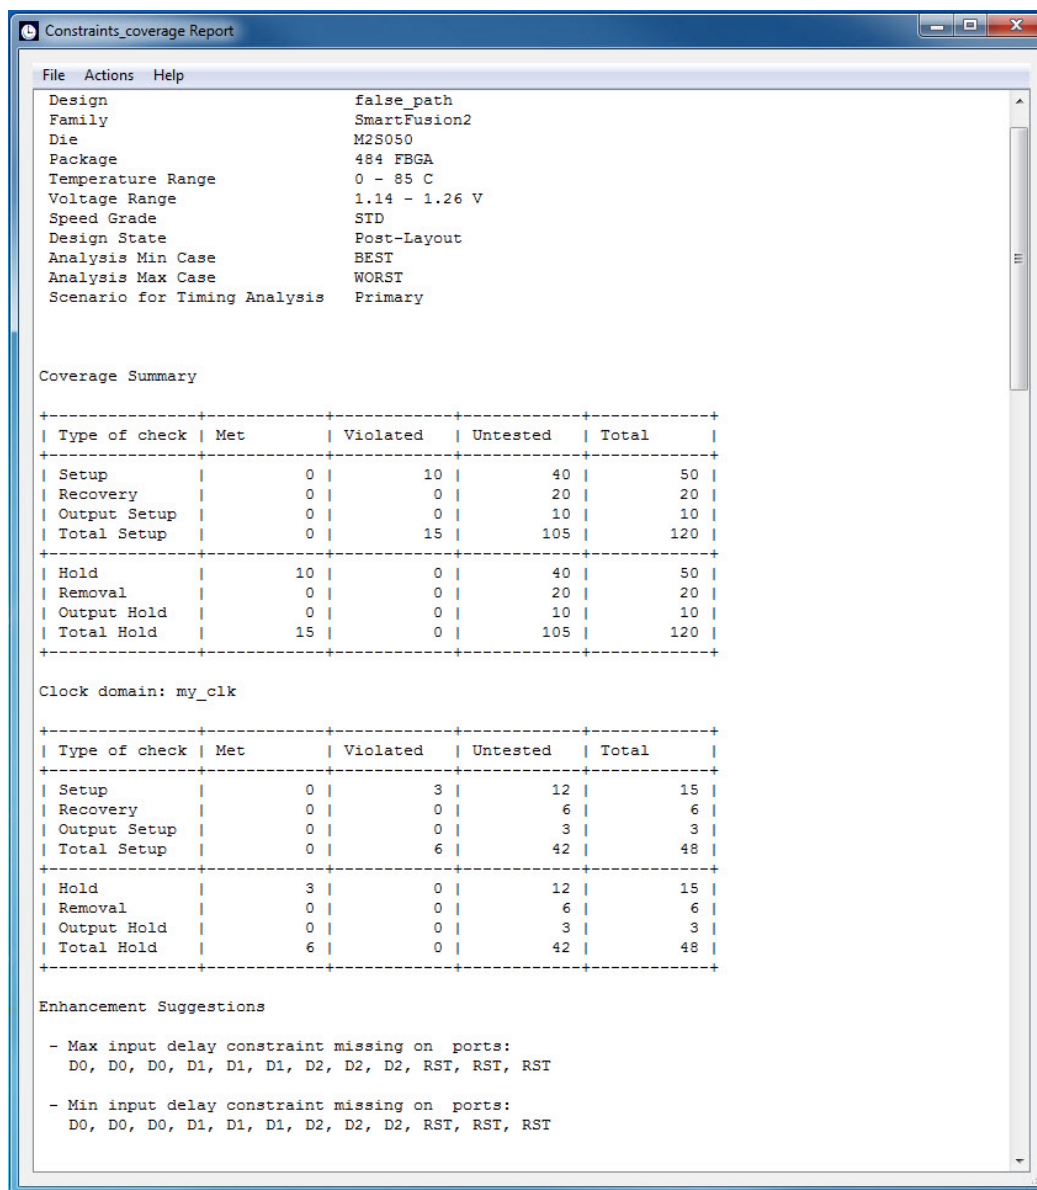 Constraints_coverage Report
File Actions Help
Design false_path
Family SmartFusion2
Die M2S050
Package 484 FBGA
Temperature Range 0 - 85 C
Voltage Range 1.14 - 1.26 V
Speed Grade STD
Design State Post-Layout
Analysis Min Case BEST
Analysis Max Case WORST
Scenario for Timing Analysis Primary
Coverage Summary
+---------------+------------+------------+------------+------------+
| Type of check | Met | Violated | Untested | Total |
+---------------+------------+------------+------------+------------+
| Setup | 0 | 10 | 40 | 50 |
| Recovery | 0 | 0 | 20 | 20 |
| Output Setup | 0 | 0 | 10 | 10 |
| Total Setup | 0 | 15 | 105 | 120 |
+---------------+------------+------------+------------+------------+
| Hold | 10 | 0 | 40 | 50 |
| Removal | 0 | 0 | 20 | 20 |
| Output Hold | 0 | 0 | 10 | 10 |
| Total Hold | 15 | 0 | 105 | 120 |
+---------------+------------+------------+------------+------------+
Clock domain: my_clk
+---------------+------------+------------+------------+------------+
| Type of check | Met | Violated | Untested | Total |
+---------------+------------+------------+------------+------------+
| Setup | 0 | 3 | 12 | 15 |
| Recovery | 0 | 0 | 6 | 6 |
| Output Setup | 0 | 0 | 3 | 3 |
| Total Setup | 0 | 6 | 42 | 48 |
+---------------+------------+------------+------------+------------+
| Hold | 3 | 0 | 12 | 15 |
| Removal | 0 | 0 | 6 | 6 |
| Output Hold | 0 | 0 | 3 | 3 |
| Total Hold | 6 | 0 | 42 | 48 |
+---------------+------------+------------+------------+------------+
Enhancement Suggestions
- Max input delay constraint missing on ports:
D0, D0, D0, D1, D1, D1, D2, D2, D2, RST, RST, RST
- Min input delay constraint missing on ports:
D0, D0, D0, D1, D1, D1, D2, D2, D2, RST, RST, RST